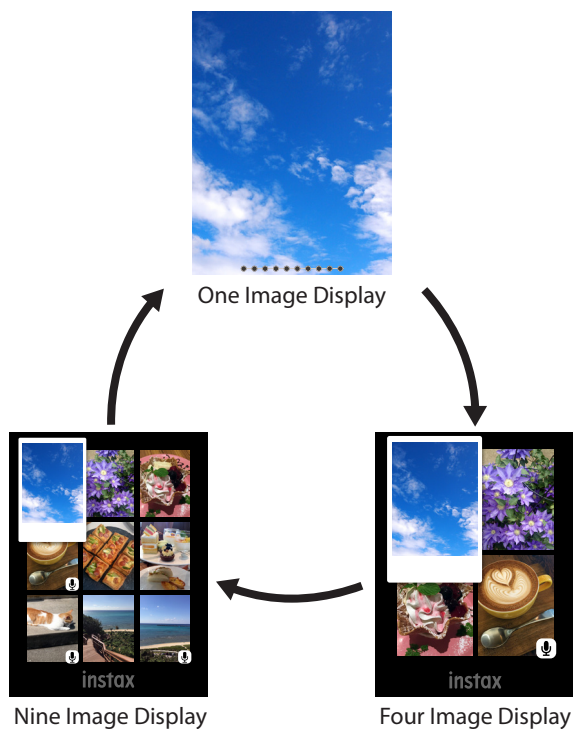 One Image Display
instax
instax
Nine Image Display
Four Image Display